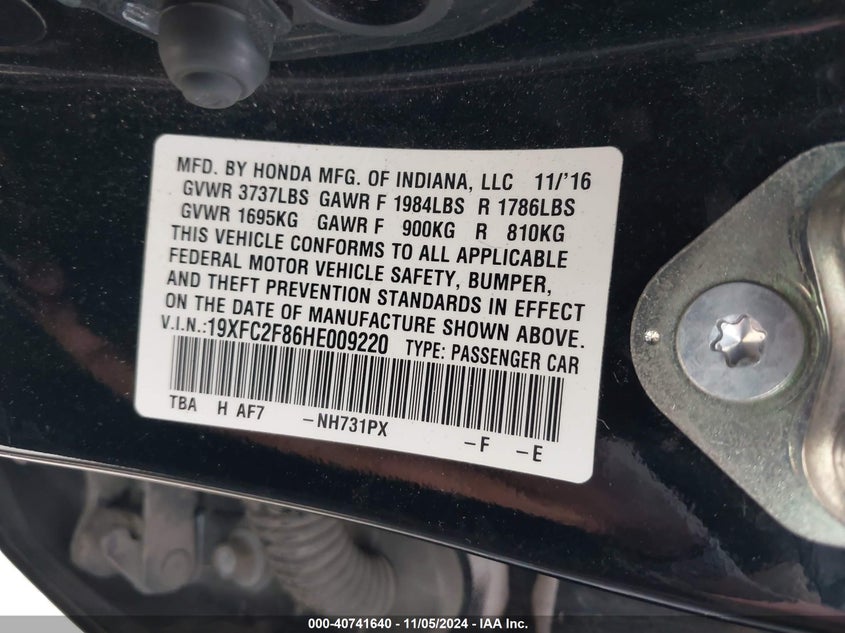 MFD. BY HONDA MFG. OF INDIANA, LLC 11/'16
GVWR 3737LBS GAWR F 1984LBS R 1786LBS
GVWR 1695KG GAWR F 900KG R 810KG
THIS VEHICLE CONFORMS TO ALL APPLICABLE
FEDERAL MOTOR VEHICLE SAFETY, BUMPER,
AND THEFT PREVENTION STANDARDS IN EFFECT
ON THE DATE OF MANUFACTURE SHOWN ABOVE.
V.I.N.:19XFC2F86HE009220 TYPE: PASSENGER CAR
TBA H AF7 -NH731PX -F -E
000-40741640 - 11/05/2024 - IAA Inc.